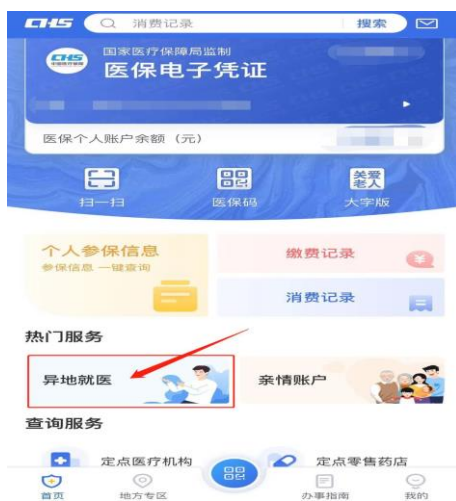 CHS 消费记录 搜索
国家医疗保障局监制
CHS
医保电子凭证
医保个人账户余额（元）
扫一扫 医保码 关爱老人 大字版
个人参保信息
参保信息 一键查询
缴费记录
消费记录
热门服务
异地就医 亲情账户
查询服务
定点医疗机构 定点零售药店
首页 地方专区 办事指南 我的